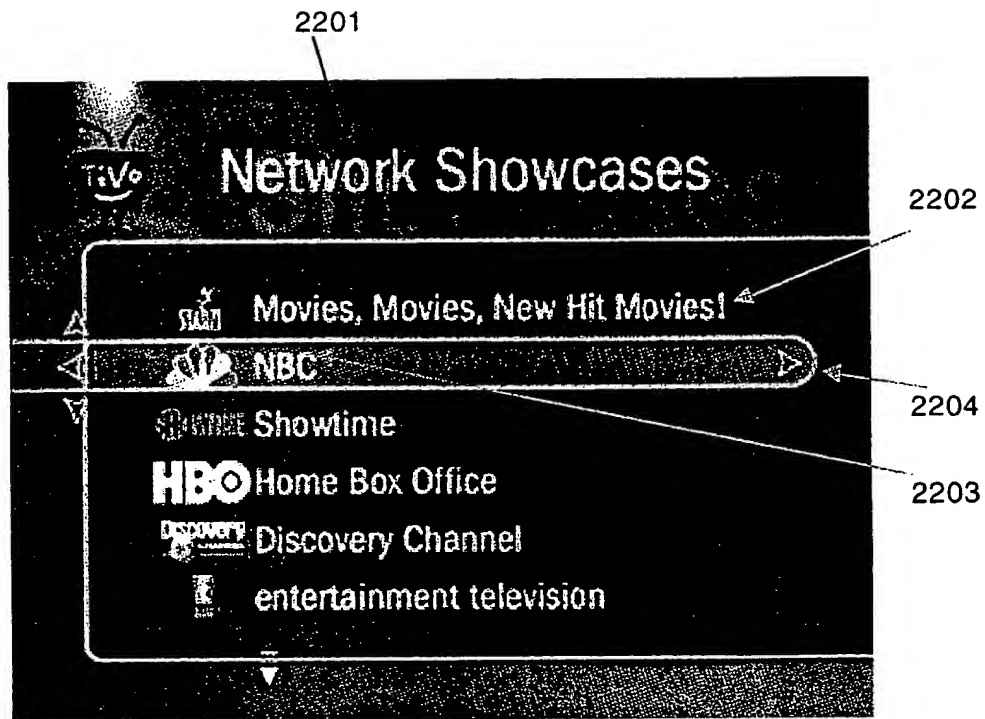 2201
TiVo
Network Showcases
2202
Movies, Movies, New Hit Movies!
NBC
2204
Showtime
HBO Home Box Office
2203
DISCOVERY Discovery Channel
entertainment television